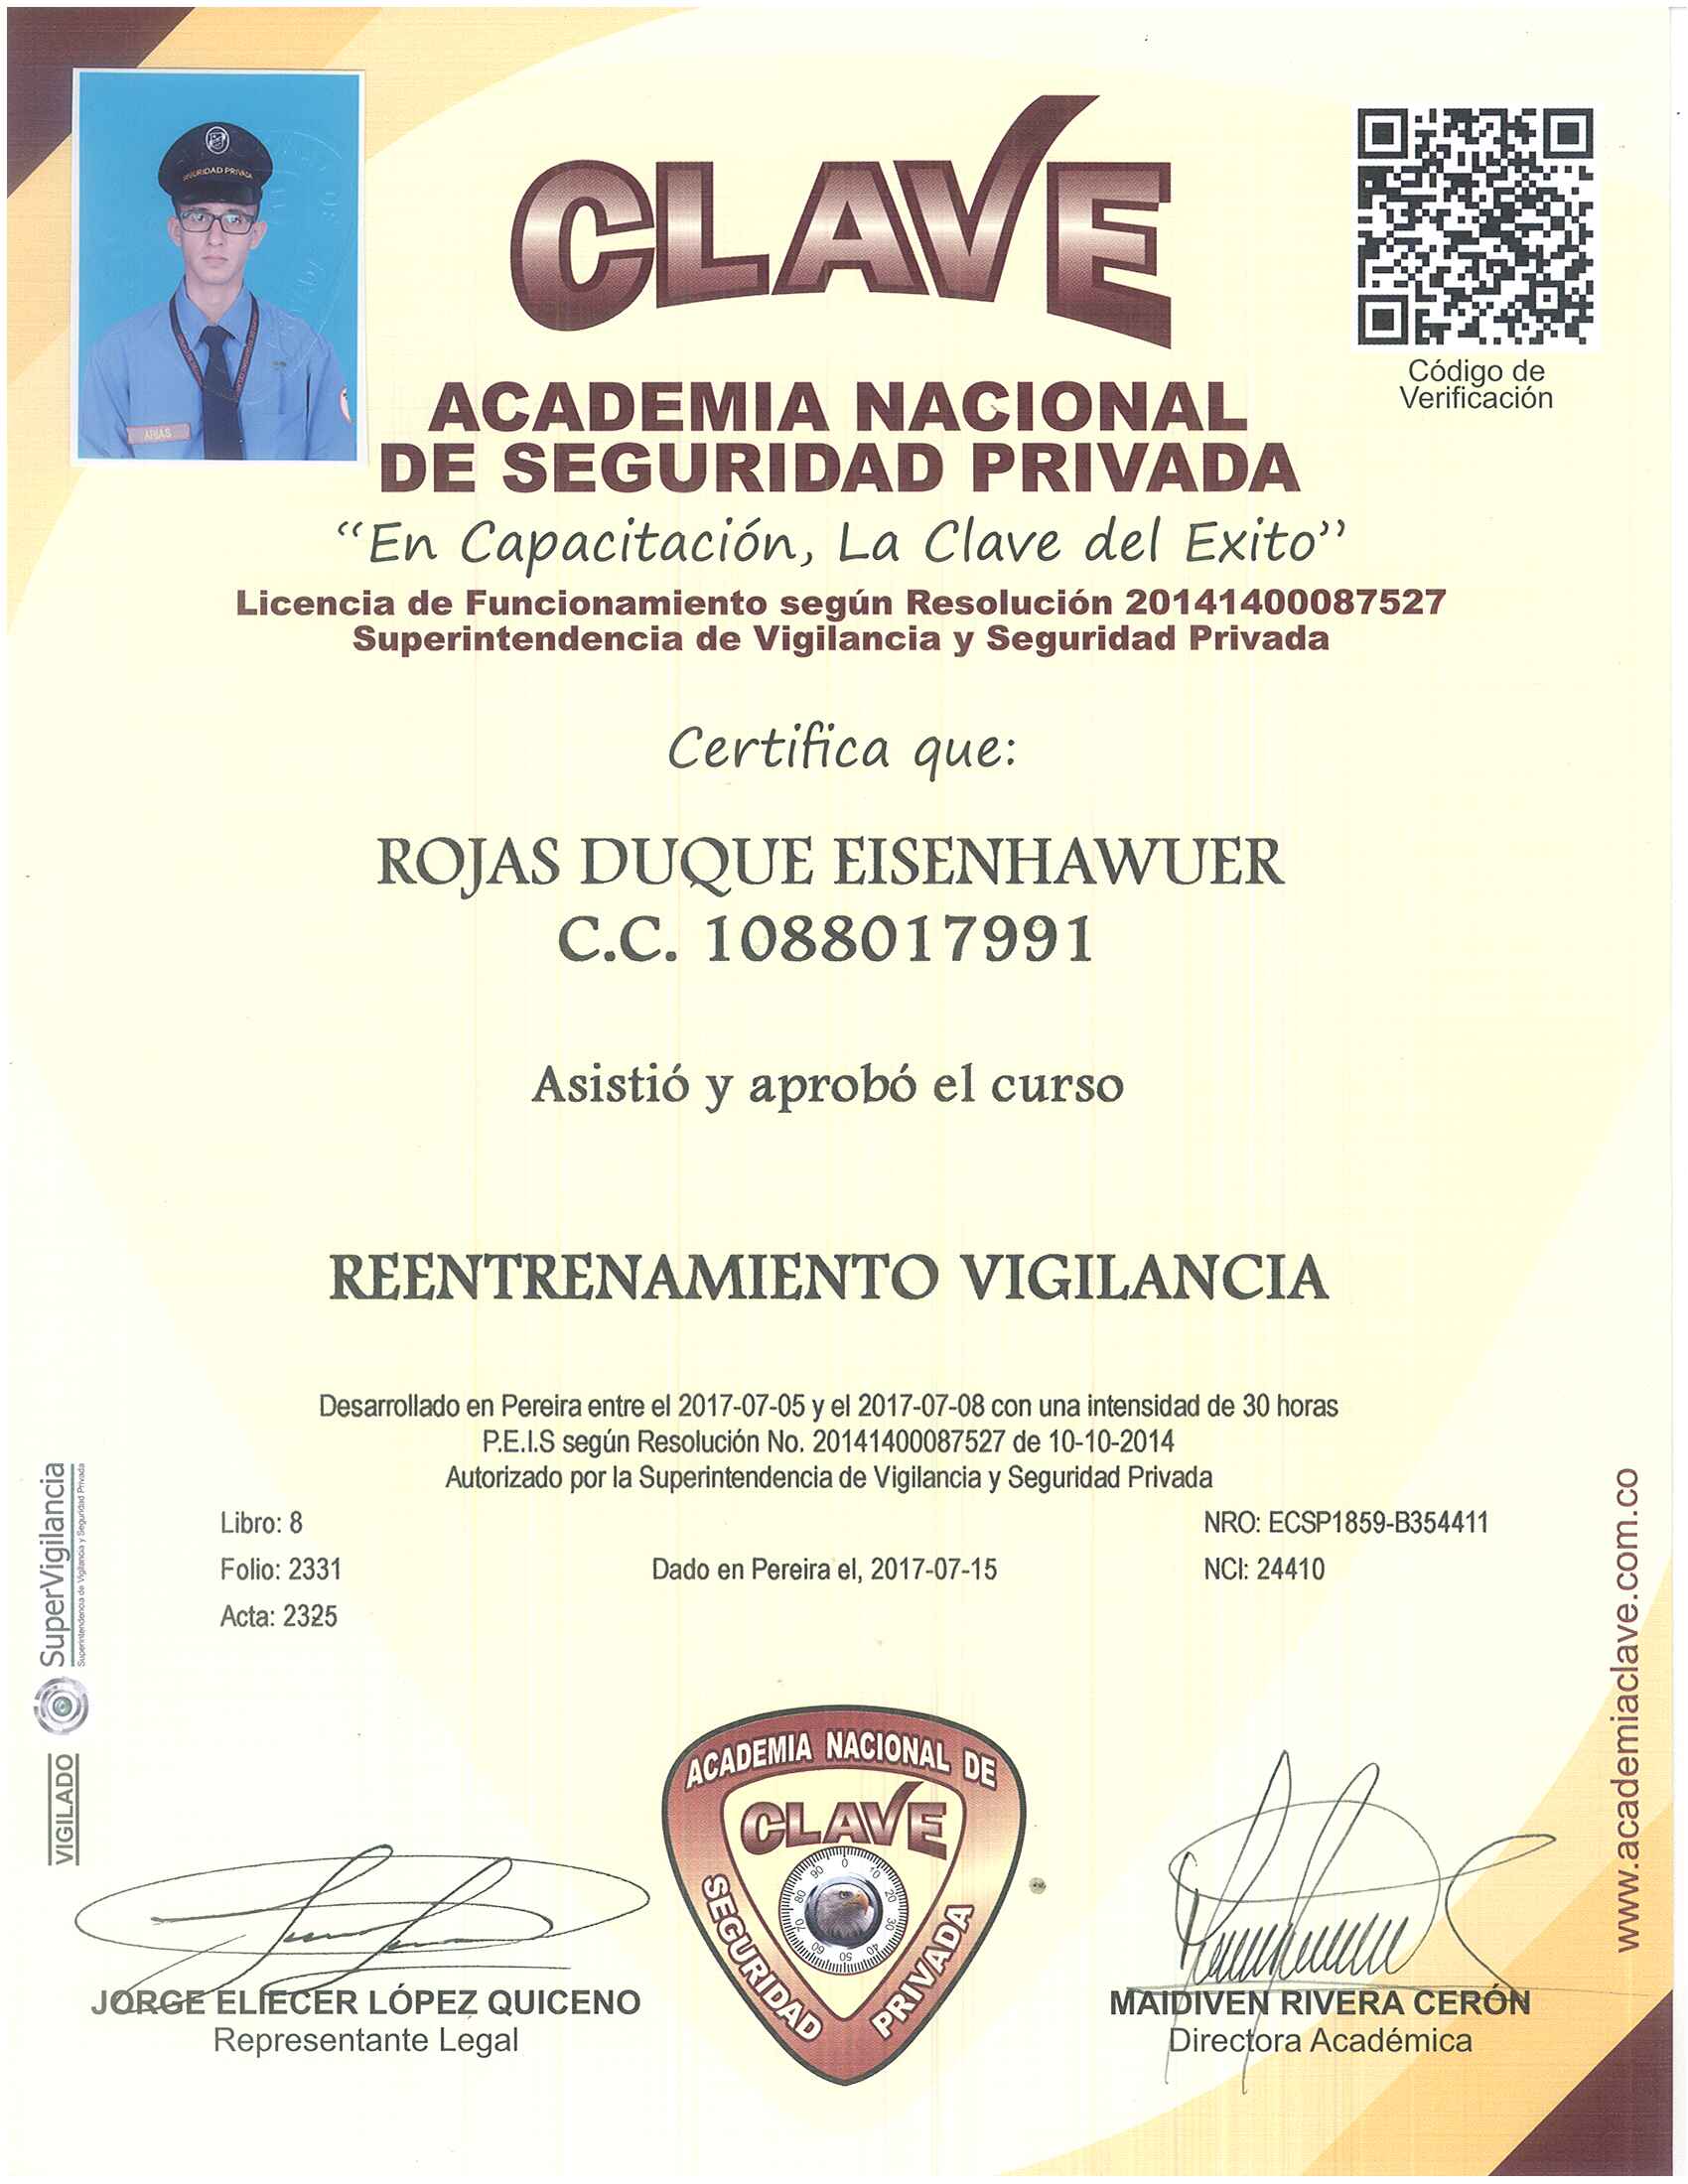 SEGURIDAD PRIVADA
ARIAS
CLAVE
Código de
Verificación
ACADEMIA NACIONAL
DE SEGURIDAD PRIVADA
“En Capacitación, La Clave del Exito”
Licencia de Funcionamiento según Resolución 20141400087527
Superintendencia de Vigilancia y Seguridad Privada
Certifica que:
ROJAS DUQUE EISENHAWUER
C.C. 1088017991
Asistió y aprobó el curso
REENTRENAMIENTO VIGILANCIA
Desarrollado en Pereira entre el 2017-07-05 y el 2017-07-08 con una intensidad de 30 horas
P.E.I.S según Resolución No. 20141400087527 de 10-10-2014
Autorizado por la Superintendencia de Vigilancia y Seguridad Privada
Libro: 8
NRO: ECSP1859-B354411
Folio: 2331
Dado en Pereira el, 2017-07-15
NCI: 24410
Acta: 2325
VIGILADO
SuperVigilancia
Superintendencia de Vigilancia y Seguridad Privada
www.academiaclave.com.co
ACADEMIA NACIONAL DE
CLAVE
0 10 20 30 40 50 60 70 80 90
SEGURIDAD
PRIVADA
JORGE ELIECER LÓPEZ QUICENO
Representante Legal
MAIDIVEN RIVERA CERÓN
Directora Académica